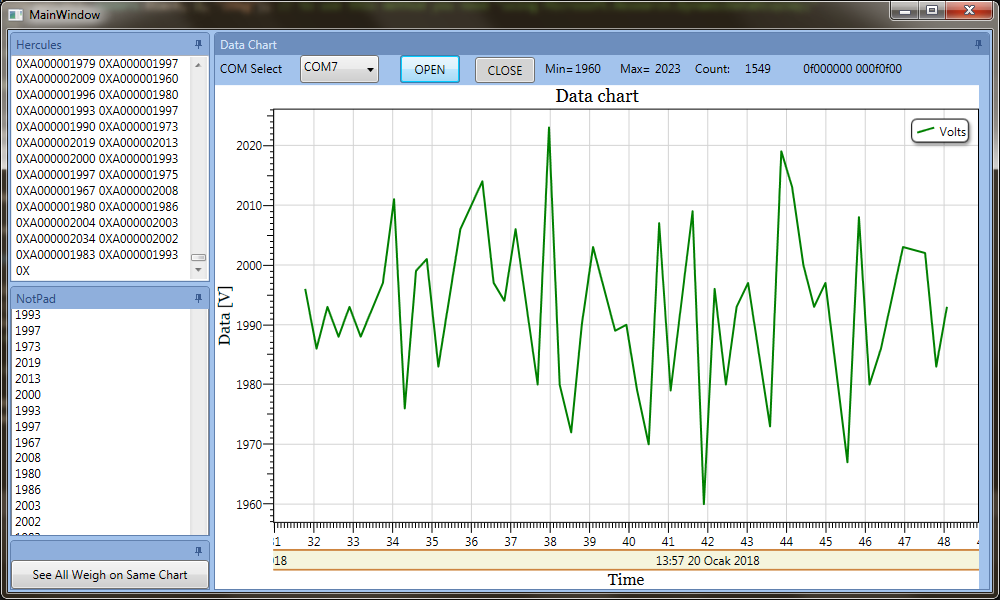 MainWindow
Hercules
0XA000001979 0XA000001997
0XA000002009 0XA000001960
0XA000001996 0XA000001980
0XA000001993 0XA000001997
0XA000001990 0XA000001973
0XA000002019 0XA000002013
0XA000002000 0XA000001993
0XA000001997 0XA000001975
0XA000001967 0XA000002008
0XA000001980 0XA000001986
0XA000002004 0XA000002003
0XA000002034 0XA000002002
0XA000001983 0XA000001993
0X
NotPad
1993
1997
1973
2019
2013
2000
1993
1997
1967
2008
1980
1986
2003
2002
See All Weigh on Same Chart
Data Chart
COM Select COM7 OPEN CLOSE Min= 1960 Max= 2023 Count: 1549 0f000000 000f0f00
Data chart
Volts
Data [V]
2020
2010
2000
1990
1980
1970
1960
31 32 33 34 35 36 37 38 39 40 41 42 43 44 45 46 47 48
018 13:57 20 Ocak 2018
Time